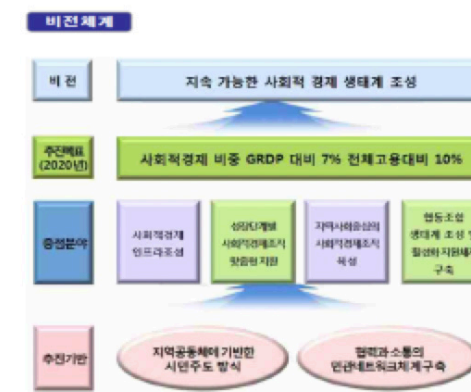 비전체계
비 전
지속 가능한 사회적 경제 생태계 조성
추진목표
(2020년)
사회적경제 비중 GRDP 대비 7% 전체고용대비 10%
중점분야
사회적경제
인프라조성
성장단계별
사회적경제조직
맞춤형 지원
지역사회중심의
사회적경제조직
육성
협동조합
생태계 조성 및
활성화 지원체계
구축
추진기반
지역공동체에 기반한
시민주도 방식
협력과 소통의
민관네트워크체계구축